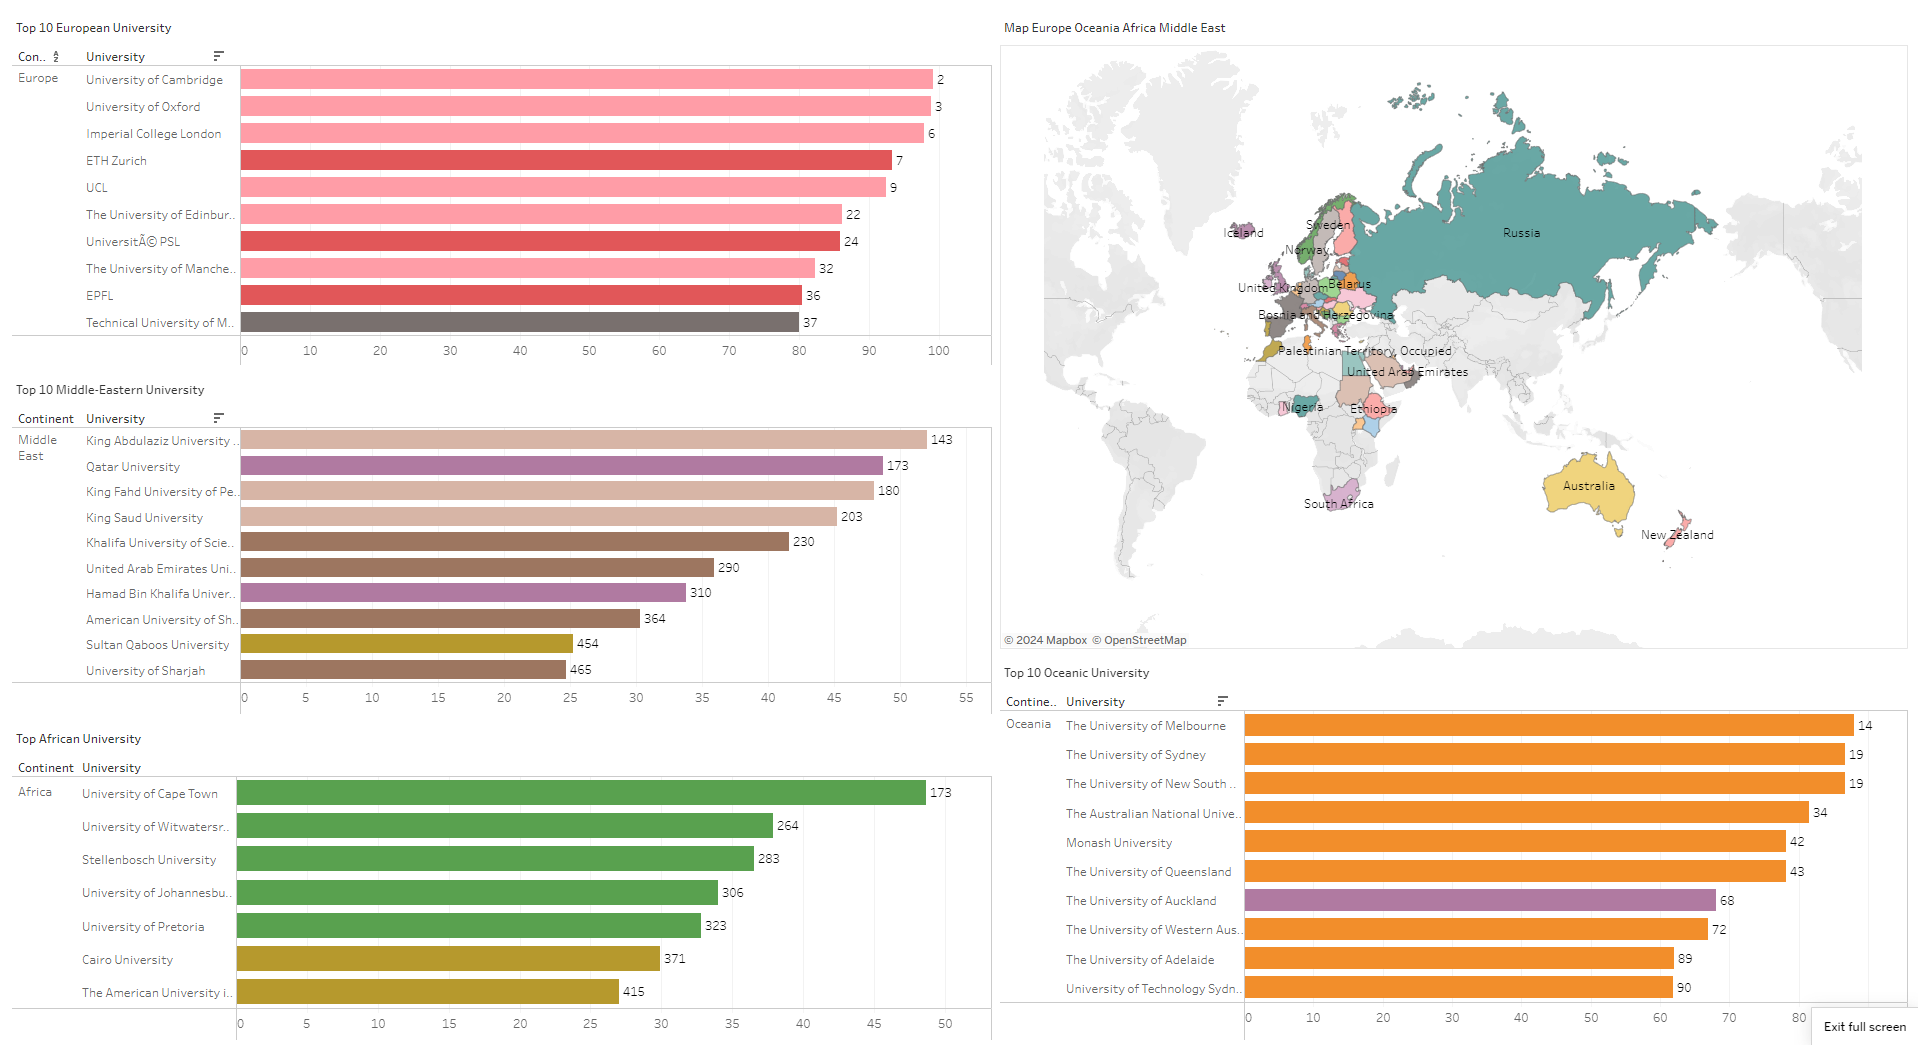 Top 10 European University
Con.. University
Europe
University of Cambridge 2
University of Oxford 3
Imperial College London 6
ETH Zurich 7
UCL 9
The University of Edinbur.. 22
UniversitÃ© PSL 24
The University of Manche.. 32
EPFL 36
Technical University of M.. 37
0 10 20 30 40 50 60 70 80 90 100
Top 10 Middle-Eastern University
Continent University
Middle
East
King Abdulaziz University .. 143
Qatar University 173
King Fahd University of Pe.. 180
King Saud University 203
Khalifa University of Scie.. 230
United Arab Emirates Uni.. 290
Hamad Bin Khalifa Univer.. 310
American University of Sh.. 364
Sultan Qaboos University 454
University of Sharjah 465
0 5 10 15 20 25 30 35 40 45 50 55
Top African University
Continent University
Africa
University of Cape Town 173
University of Witwatersr.. 264
Stellenbosch University 283
University of Johannesbu.. 306
University of Pretoria 323
Cairo University 371
The American University i.. 415
0 5 10 15 20 25 30 35 40 45 50
Map Europe Oceania Africa Middle East
Sweden
Iceland
Russia
Norway
Belarus
United Kingdom
Bosnia and Herzegovina
Palestinian Territory, Occupied
United Arab Emirates
Nigeria
Ethiopia
Australia
South Africa
New Zealand
© 2024 Mapbox © OpenStreetMap
Top 10 Oceanic University
Contine.. University
Oceania
The University of Melbourne 14
The University of Sydney 19
The University of New South .. 19
The Australian National Unive.. 34
Monash University 42
The University of Queensland 43
The University of Auckland 68
The University of Western Aus.. 72
The University of Adelaide 89
University of Technology Sydn.. 90
0 10 20 30 40 50 60 70 80
Exit full screen